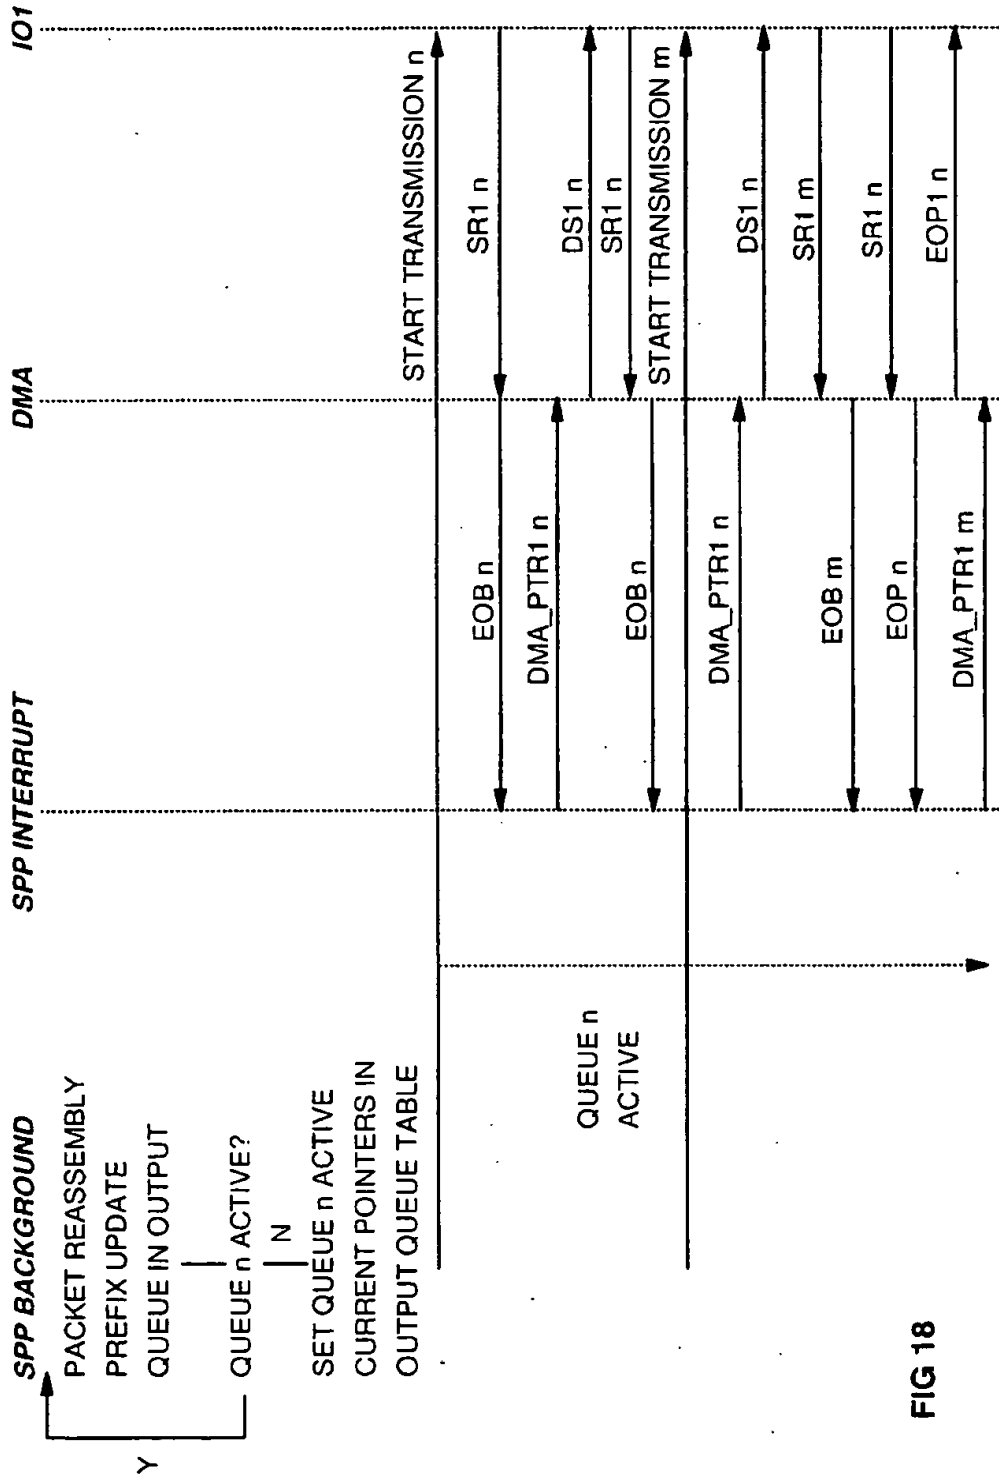 SPP BACKGROUND
SPP INTERRUPT
DMA
IO1
PACKET REASSEMBLY
PREFIX UPDATE
QUEUE IN OUTPUT
Y
QUEUE n ACTIVE?
N
SET QUEUE n ACTIVE
CURRENT POINTERS IN
OUTPUT QUEUE TABLE
START TRANSMISSION n
SR1 n
EOB n
DMA_PTR1 n
DS1 n
SR1 n
EOB n
QUEUE n
ACTIVE
START TRANSMISSION m
DMA_PTR1 n
DS1 n
SR1 m
EOB m
SR1 n
EOP n
EOP1 n
DMA_PTR1 m
FIG 18